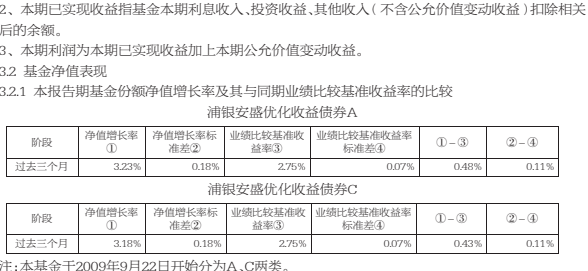 2、本期已实现收益指基金本期利息收入、投资收益、其他收入（不含公允价值变动收益）扣除相关
后的余额。
3、本期利润为本期已实现收益加上本期公允价值变动收益。
3.2 基金净值表现
3.2.1 本报告期基金份额净值增长率及其与同期业绩比较基准收益率的比较
浦银安盛优化收益债券A
阶段 净值增长率① 净值增长率标准差② 业绩比较基准收益率③ 业绩比较基准收益率标准差④ ①-③ ②-④
过去三个月 3.23% 0.18% 2.75% 0.07% 0.48% 0.11%
浦银安盛优化收益债券C
阶段 净值增长率① 净值增长率标准差② 业绩比较基准收益率③ 业绩比较基准收益率标准差④ ①-③ ②-④
过去三个月 3.18% 0.18% 2.75% 0.07% 0.43% 0.11%
注:本基金于2009年9月22日开始分为A、C两类。